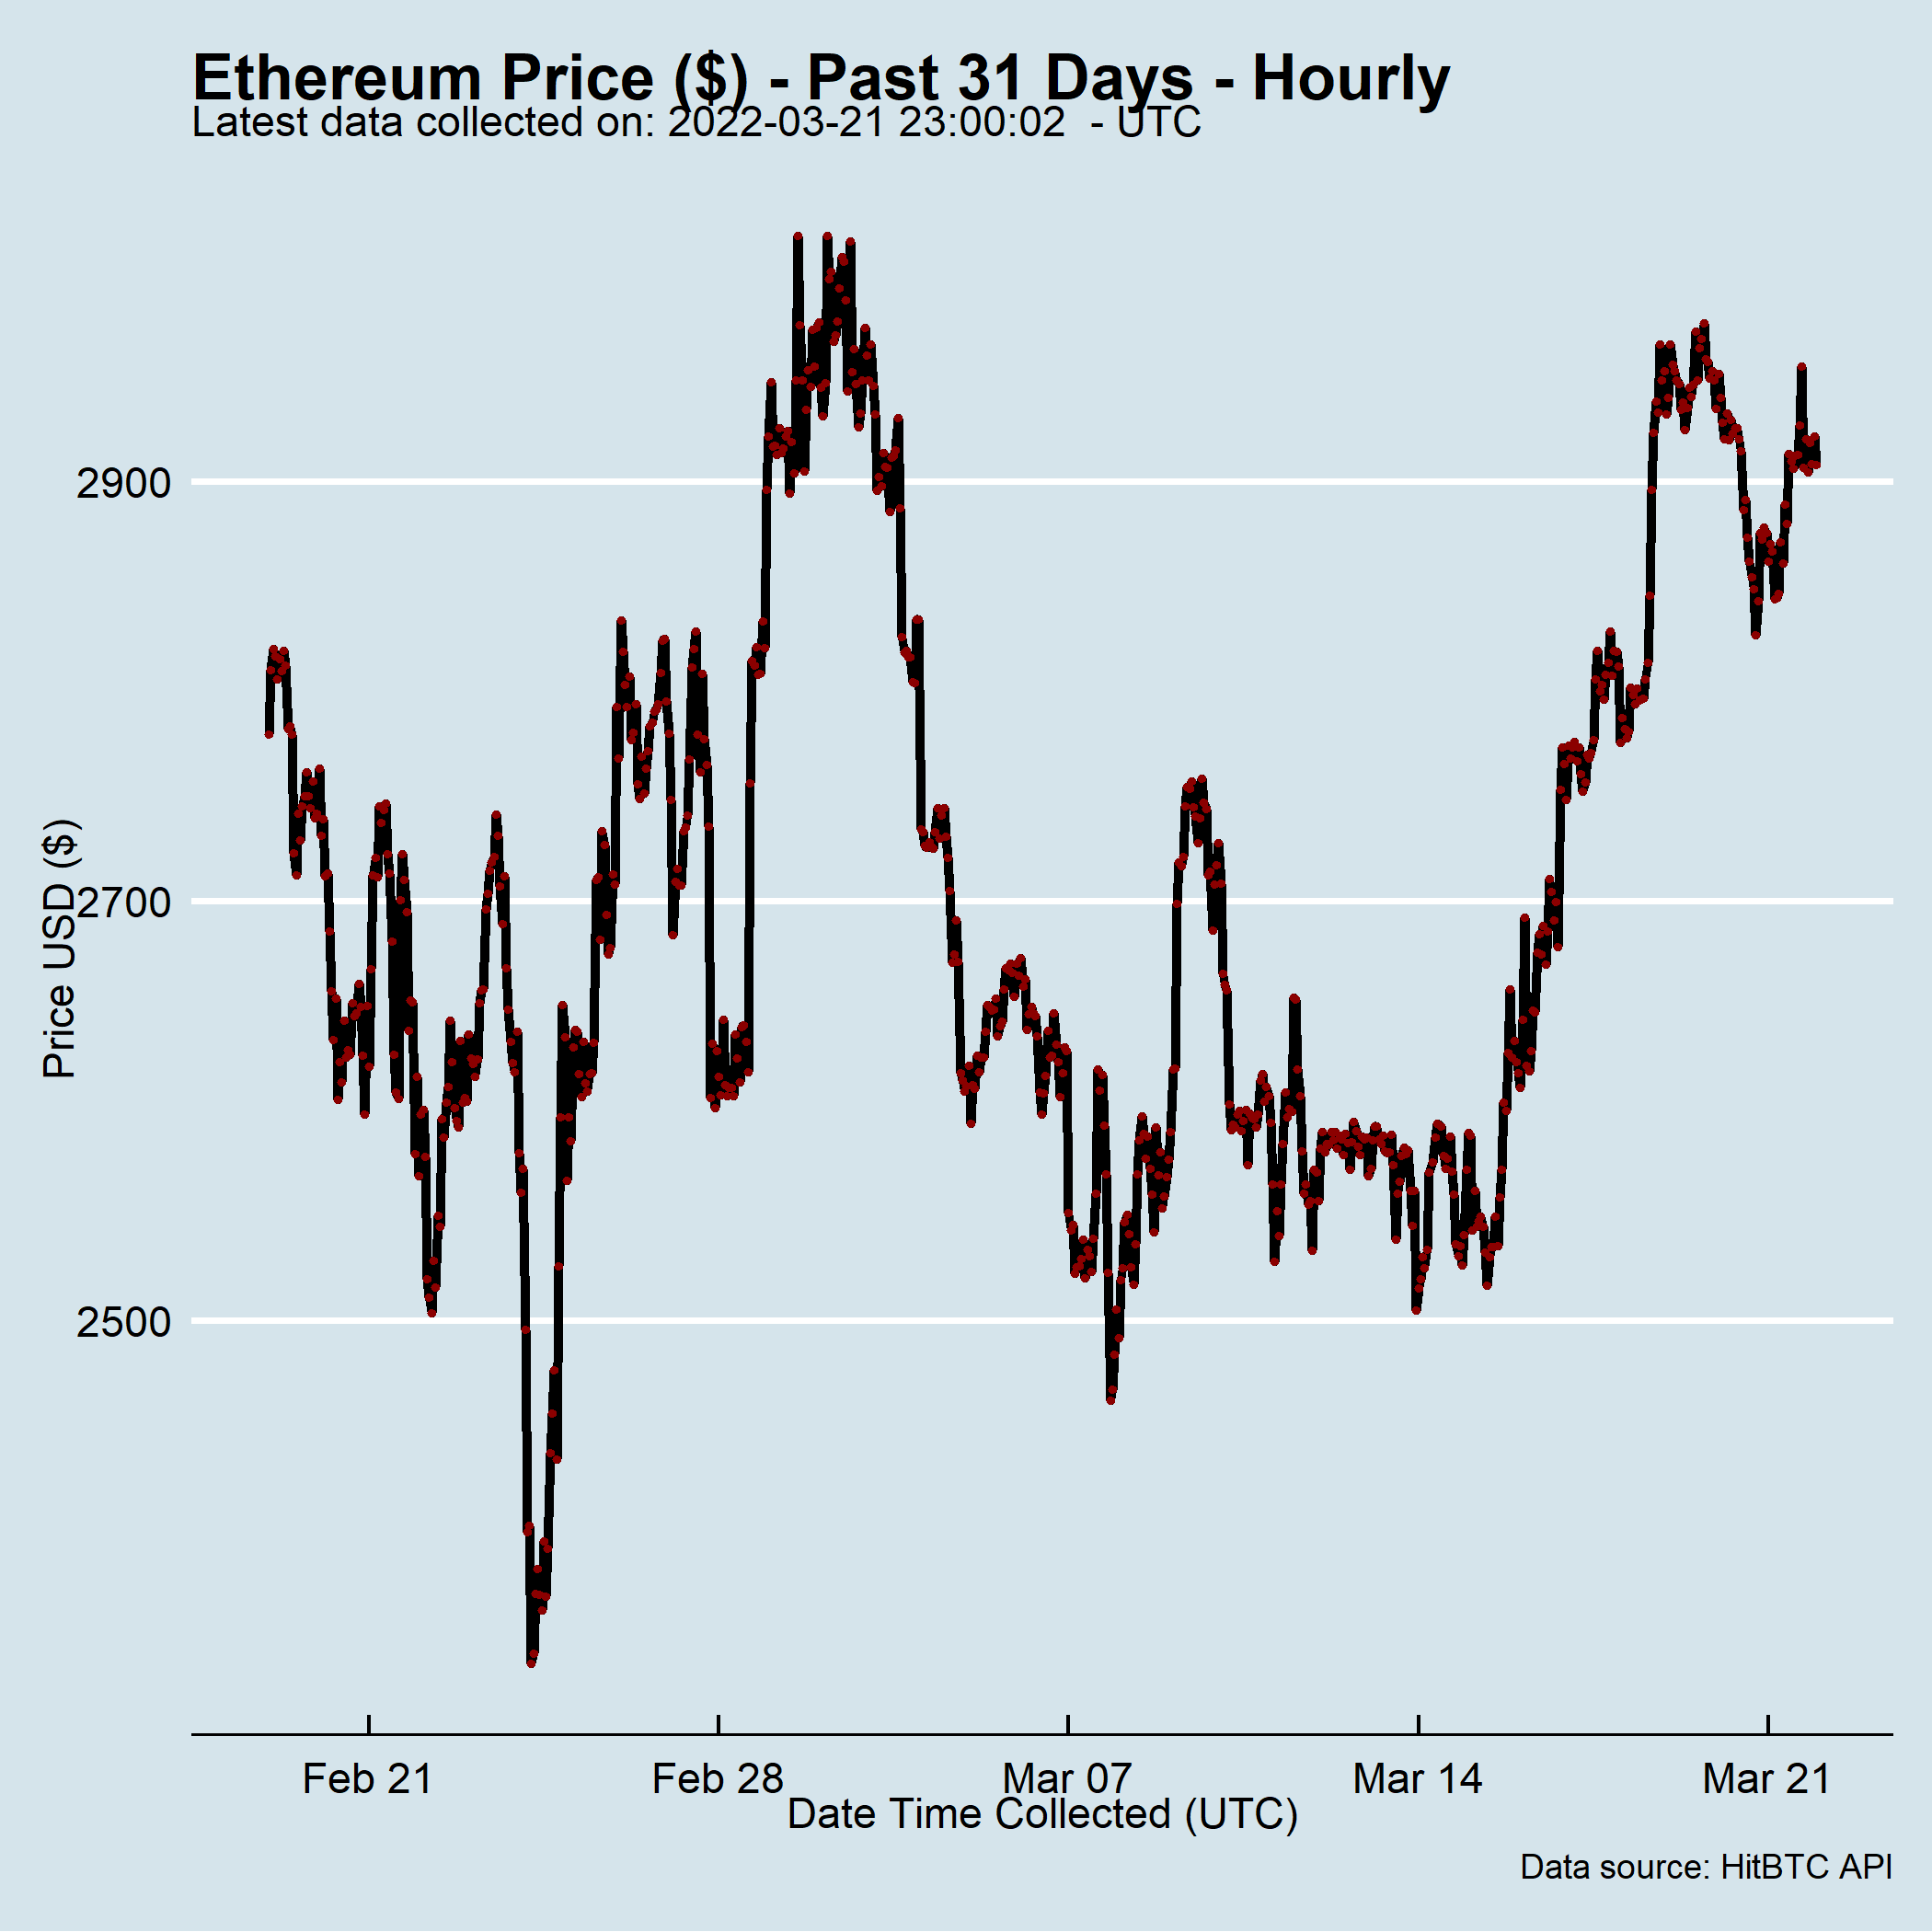 Ethereum Price ($) - Past 31 Days - Hourly
Latest data collected on: 2022-03-21 23:00:02  - UTC
Price USD ($)
2900
2700
2500
Feb 21
Feb 28
Mar 07
Mar 14
Mar 21
Date Time Collected (UTC)
Data source: HitBTC API